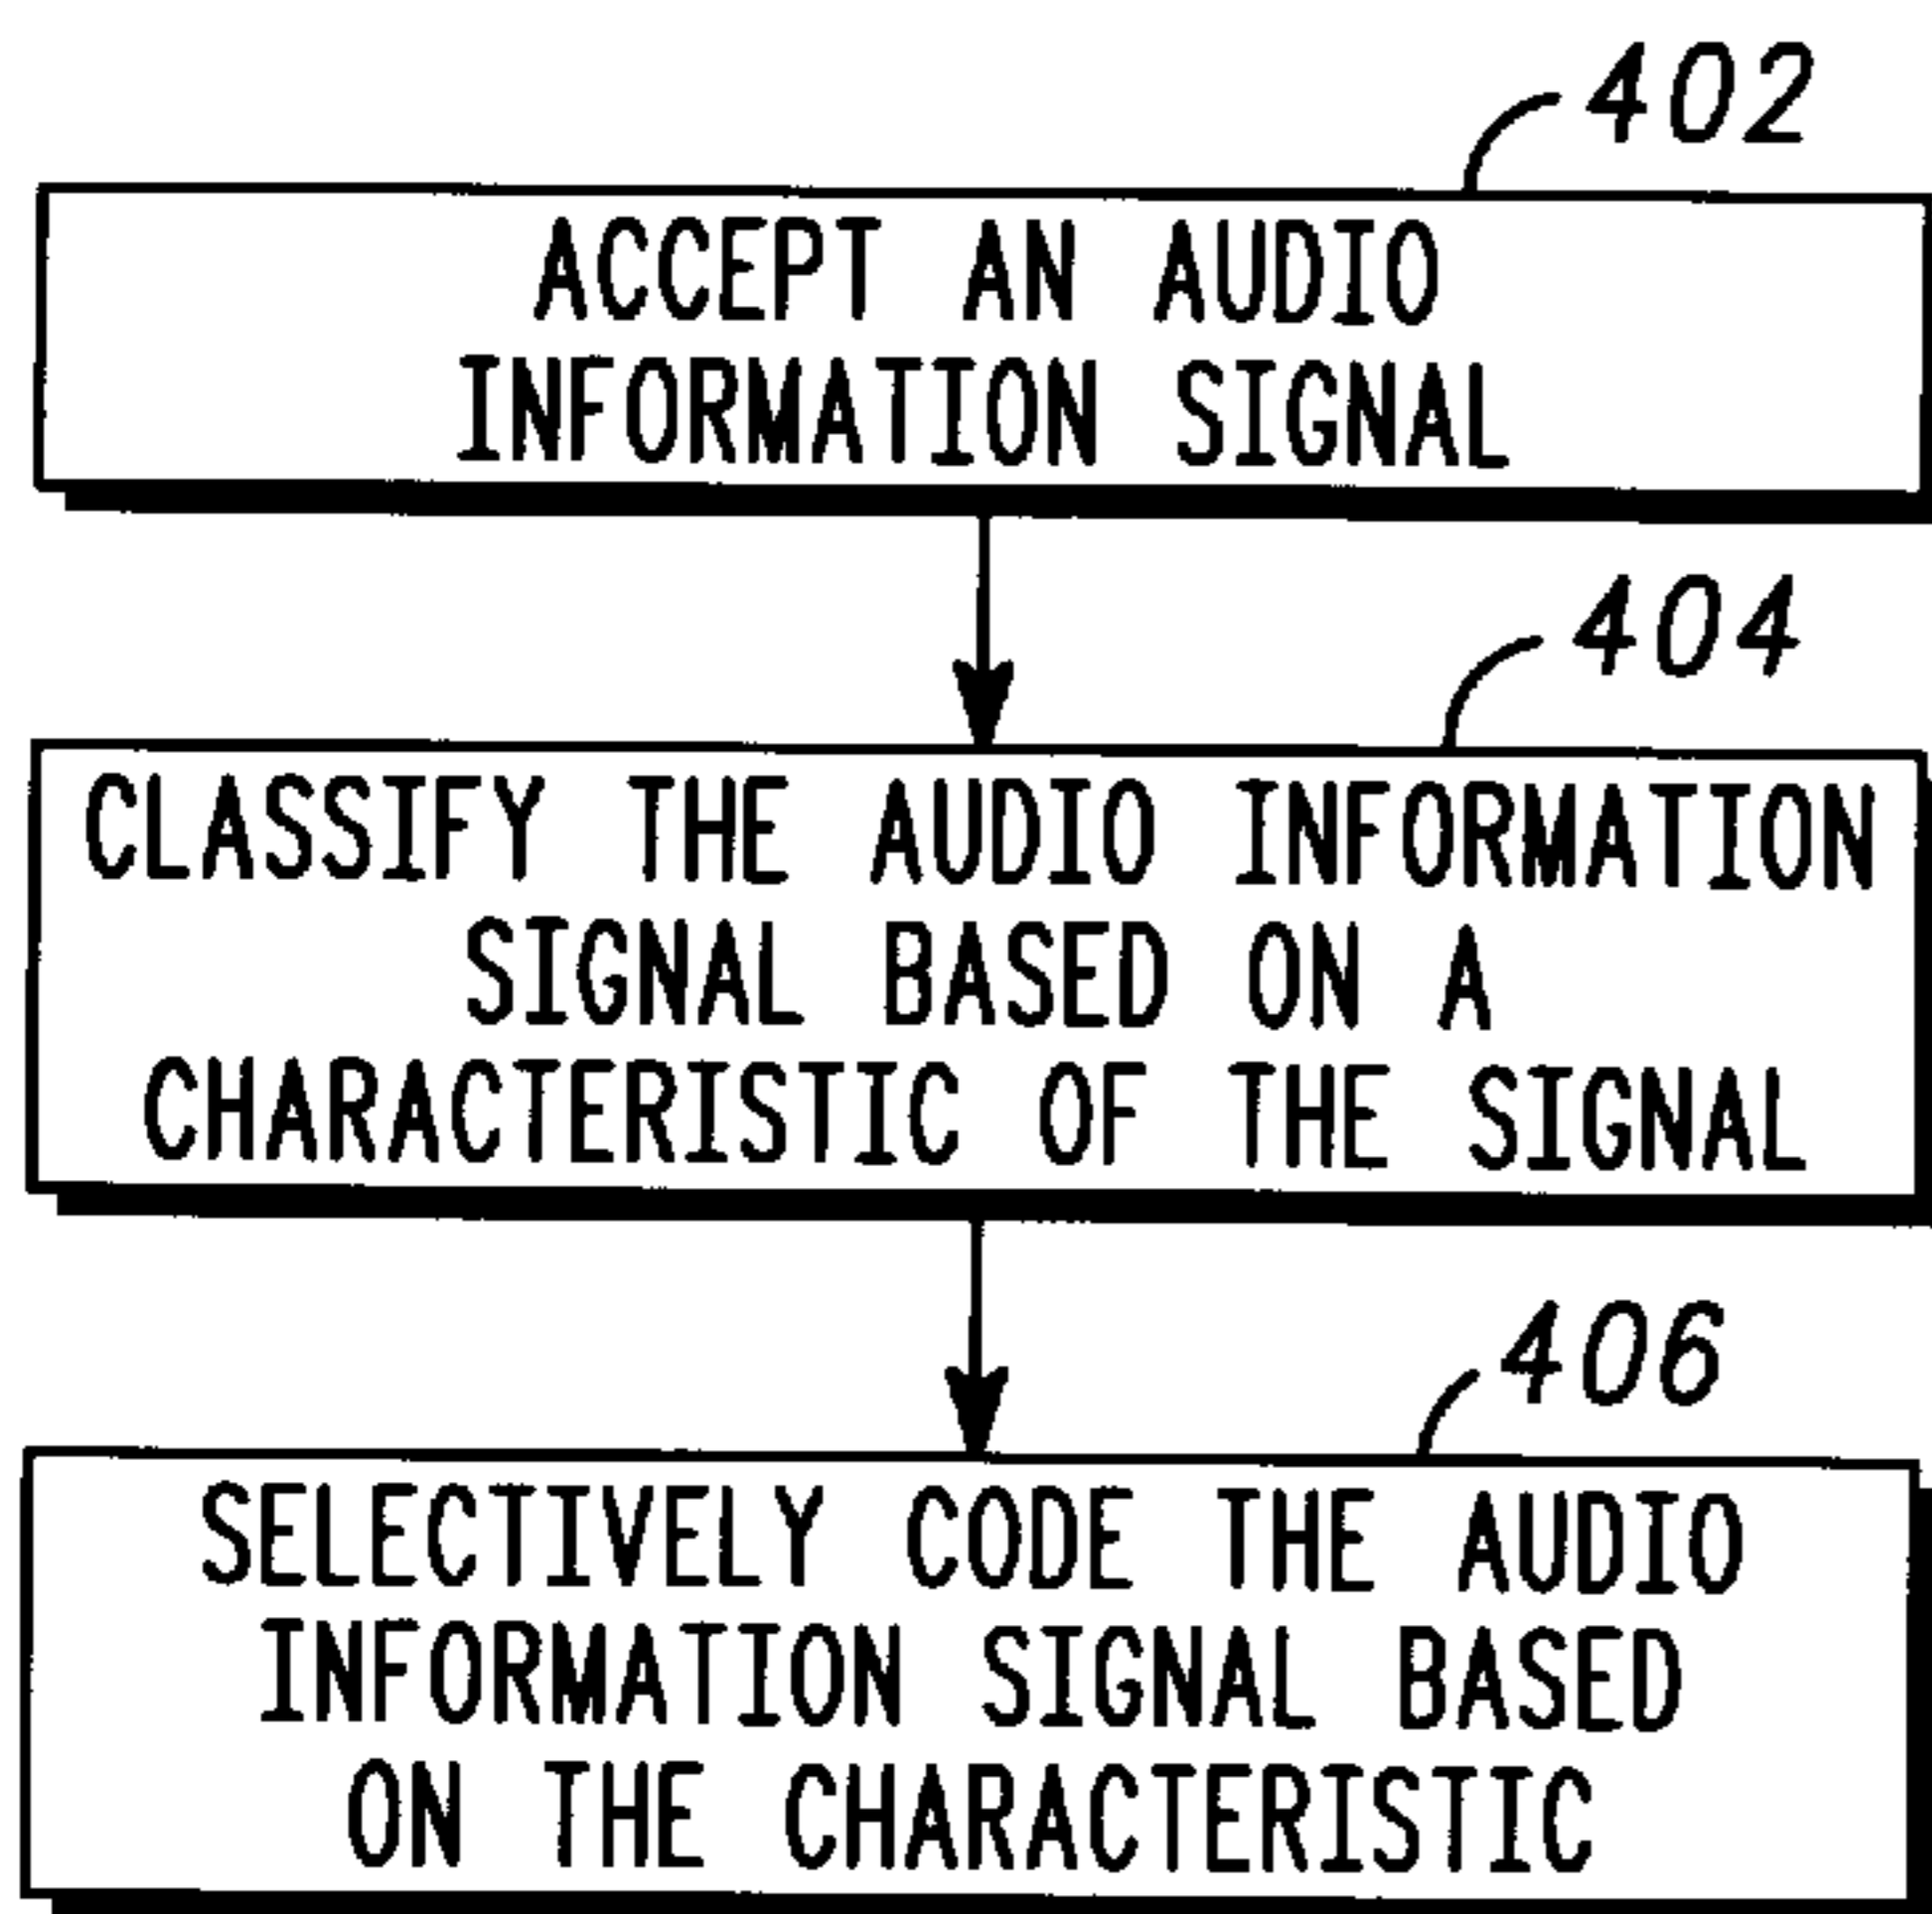 402
ACCEPT AN AUDIO
INFORMATION SIGNAL
404
CLASSIFY THE AUDIO INFORMATION
SIGNAL BASED ON A
CHARACTERISTIC OF THE SIGNAL
406
SELECTIVELY CODE THE AUDIO
INFORMATION SIGNAL BASED
ON THE CHARACTERISTIC